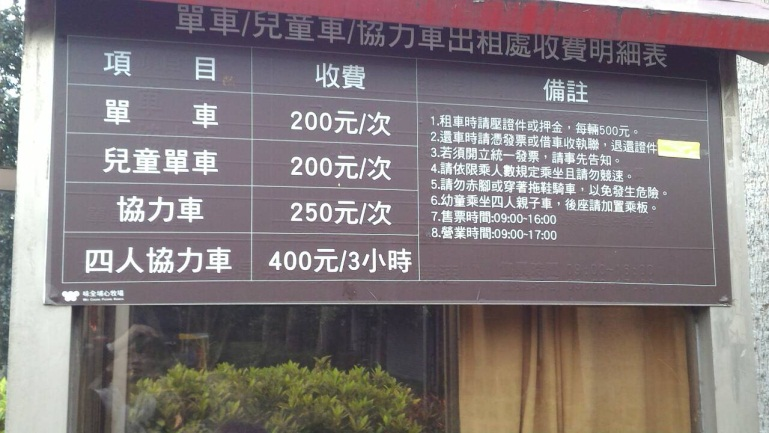 單車/兒童車/協力車出租處收費明細表
項 目 收費 備註
單 車 200元/次
兒童單車 200元/次
協力車 250元/次
四人協力車 400元/3小時
1.租車時請壓證件或押金，每輛500元。
2.還車時請憑發票或借車收執聯，退還證件
3.若須開立統一發票，請事先告知。
4.請依限乘人數規定乘坐且請勿競速。
5.請勿赤腳或穿著拖鞋騎車，以免發生危險。
6.幼童乘坐四人親子車，後座請加置乘板。
7.售票時間:09:00-16:00
8.營業時間:09:00-17:00
味全埔心牧場